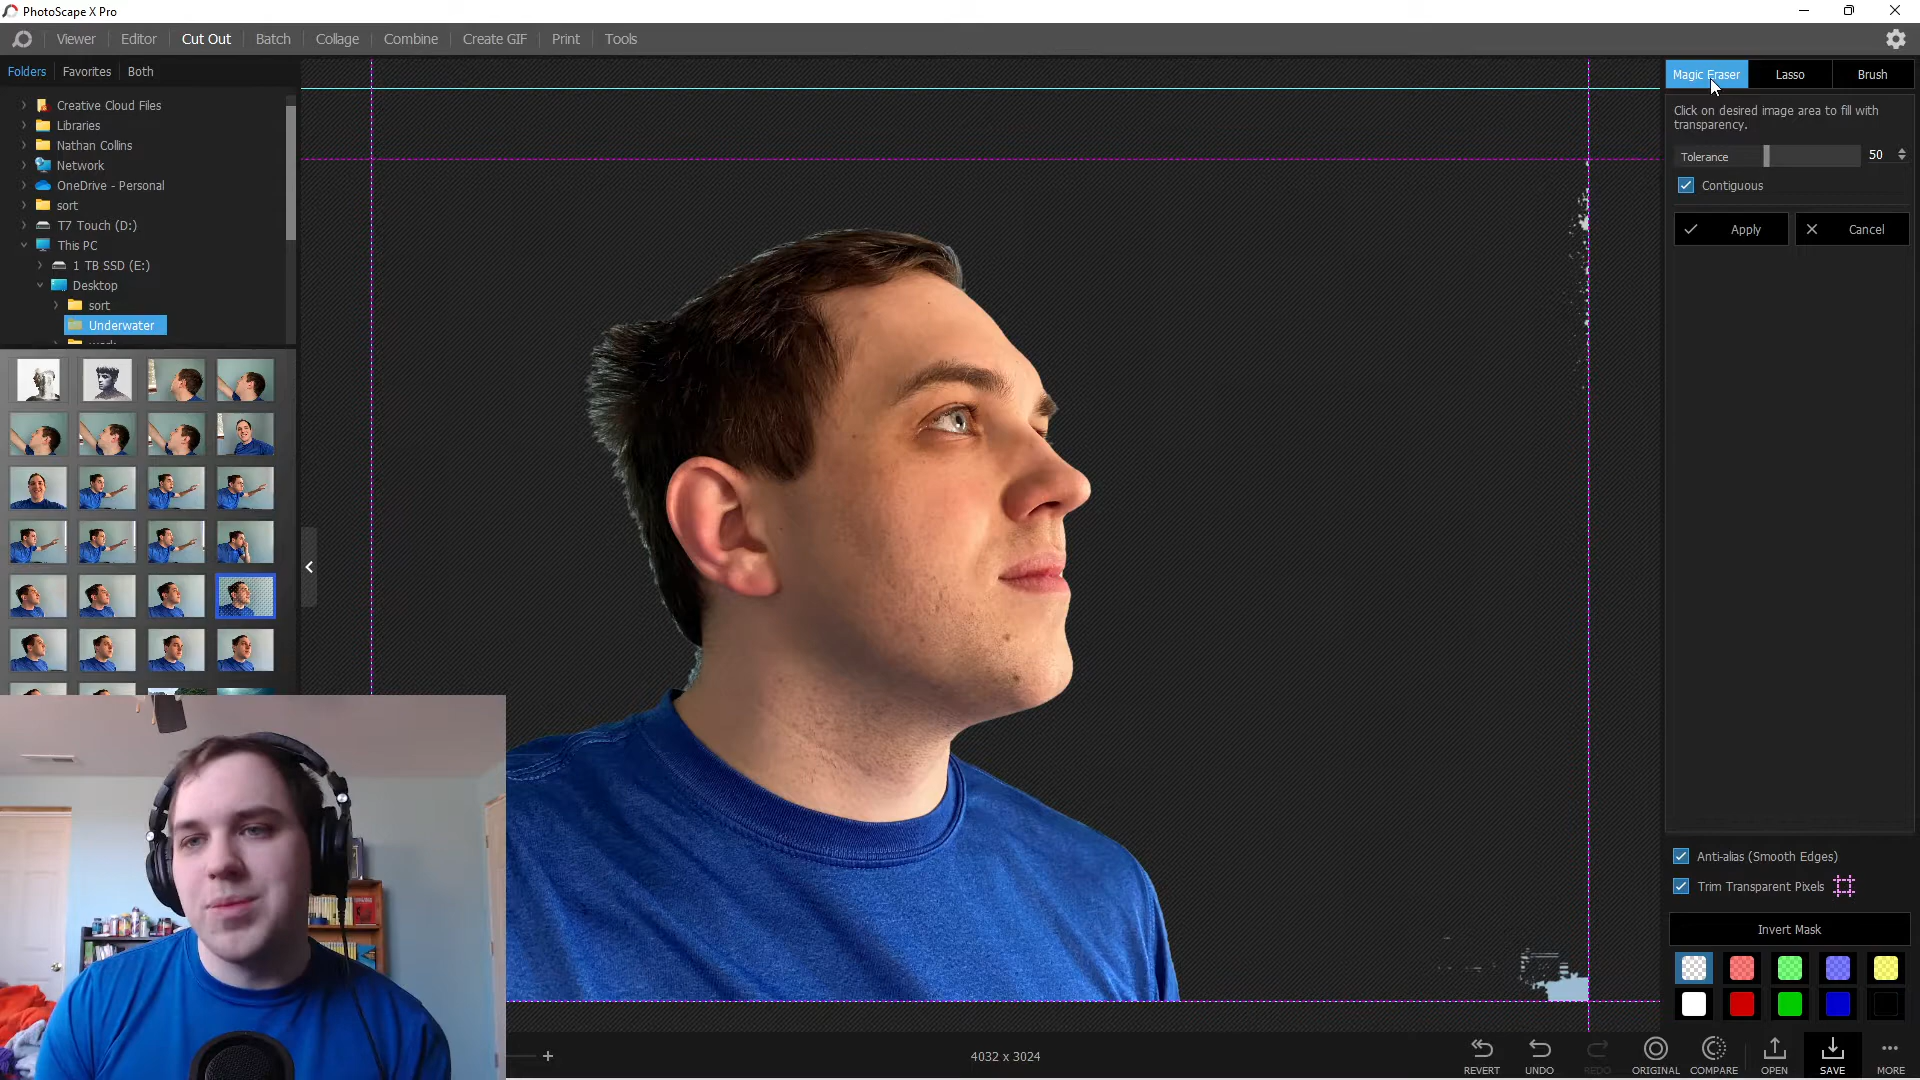 PhotoScape X Pro
Viewer Editor Cut Out Batch Collage Combine Create GIF Print Tools
Folders Favorites Both
Creative Cloud Files
Libraries
Nathan Collins
Network
OneDrive - Personal
sort
T7 Touch (D:)
This PC
1 TB SSD (E:)
Desktop
sort
Underwater
Magic Eraser Lasso Brush
Click on desired image area to fill with
transparency.
Tolerance 50
Contiguous
Apply Cancel
Anti-alias (Smooth Edges)
Trim Transparent Pixels
Invert Mask
4032 x 3024
REVERT UNDO REDO ORIGINAL COMPARE OPEN SAVE MORE